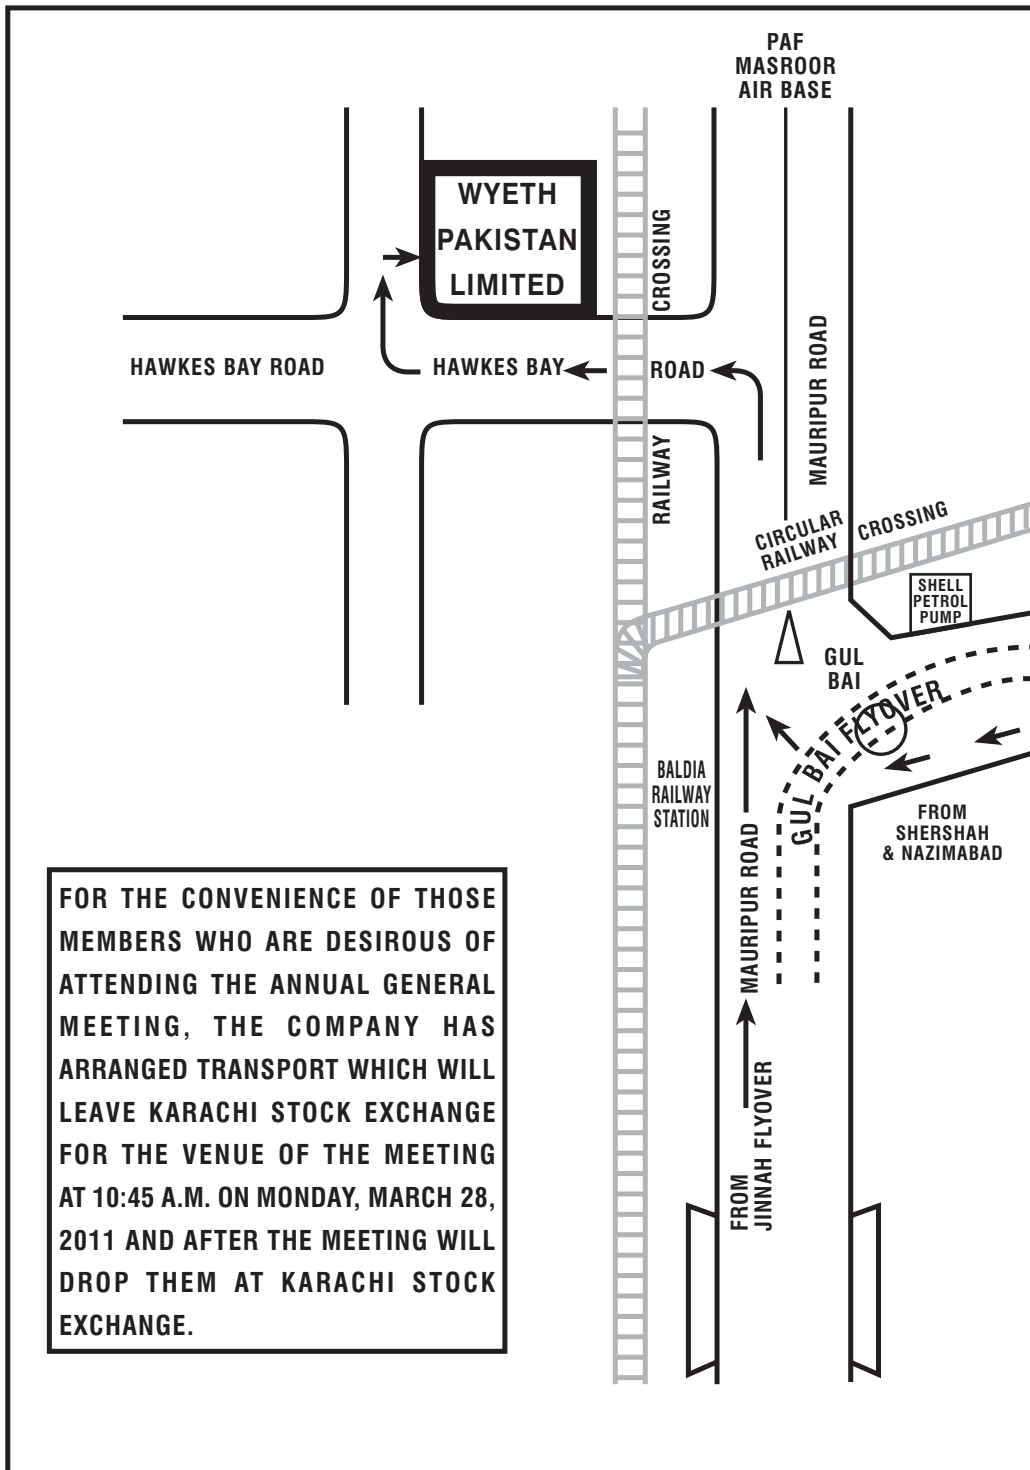 PAF
MASROOR
AIR BASE
WYETH
PAKISTAN
LIMITED
CROSSING
MAURIPUR ROAD
HAWKES BAY ROAD
HAWKES BAY
ROAD
RAILWAY
CIRCULAR
RAILWAY
CROSSING
SHELL
PETROL
PUMP
GUL
BAI
GUL BAI FLYOVER
BALDIA
RAILWAY
STATION
FROM
SHERSHAH
& NAZIMABAD
MAURIPUR ROAD
FROM
JINNAH FLYOVER
FOR THE CONVENIENCE OF THOSE
MEMBERS WHO ARE DESIROUS OF
ATTENDING THE ANNUAL GENERAL
MEETING, THE COMPANY HAS
ARRANGED TRANSPORT WHICH WILL
LEAVE KARACHI STOCK EXCHANGE
FOR THE VENUE OF THE MEETING
AT 10:45 A.M. ON MONDAY, MARCH 28,
2011 AND AFTER THE MEETING WILL
DROP THEM AT KARACHI STOCK
EXCHANGE.